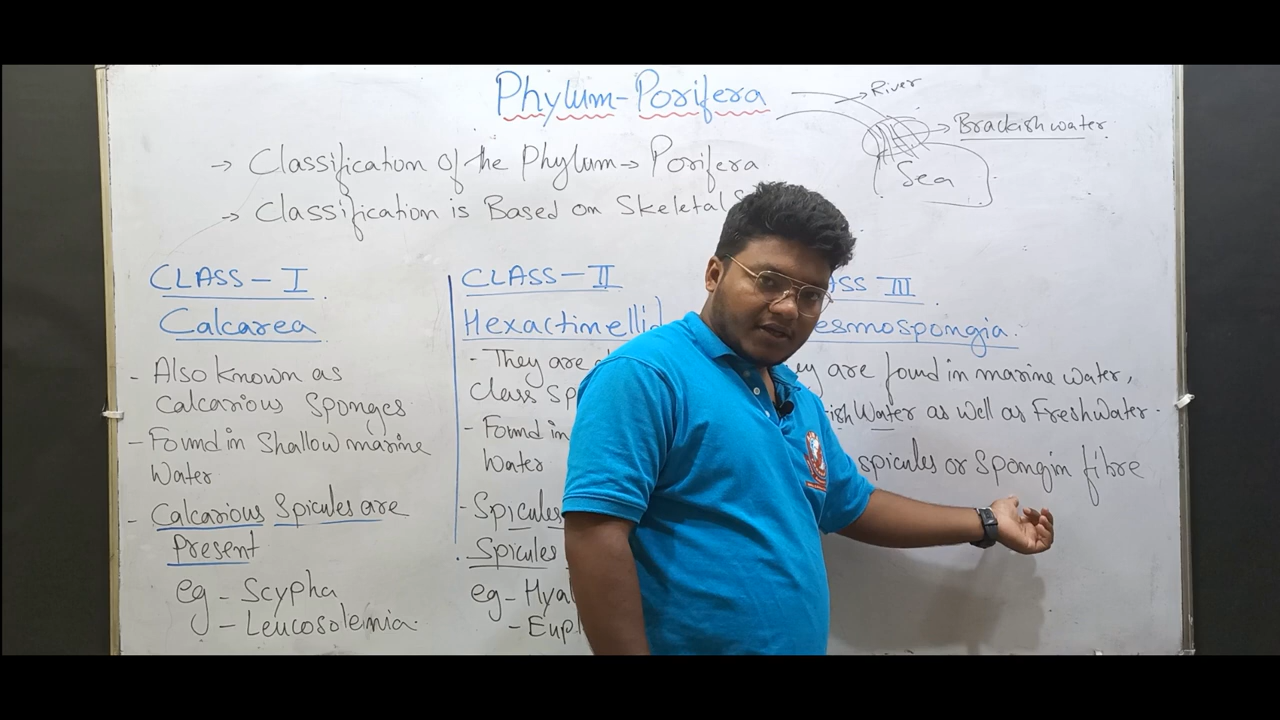 Phylum-Porifera
River
Brackish water
Sea
→ Classification of the Phylum → Porifera
→ Classification is Based on Skeletal S
CLASS-I
Calcarea
- Also known as
Calcarious Sponges
- Found in Shallow marine
Water
- Calcarious Spicules are
Present
eg - Scypha
- Leucosolemia
CLASS-II
Hexactimellid
- They are
Class Sp
- Found in
Water
- Spicules
. Spicules
eg - Hya
- Eupl
ASS III
esmospongia.
ey are found in marine water,
ish Water as well as Freshwater.
spicules or Spongin fibre